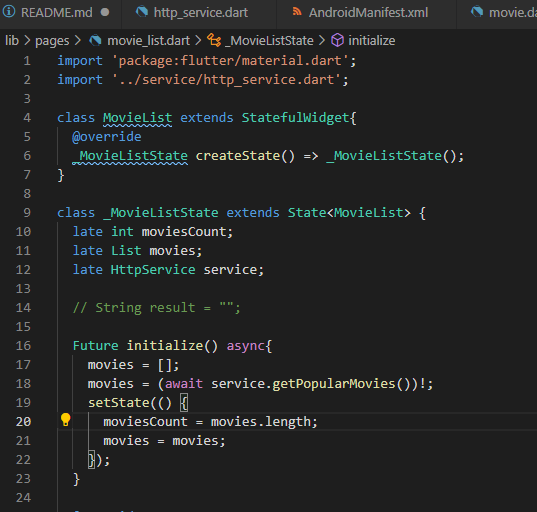 README.md http_service.dart AndroidManifest.xml movie.da
lib > pages > movie_list.dart > _MovieListState > initialize
1 import 'package:flutter/material.dart';
2 import '../service/http_service.dart';
3
4 class MovieList extends StatefulWidget{
5 @override
6 _MovieListState createState() => _MovieListState();
7 }
8
9 class _MovieListState extends State<MovieList> {
10 late int moviesCount;
11 late List movies;
12 late HttpService service;
13
14 // String result = "";
15
16 Future initialize() async{
17 movies = [];
18 movies = (await service.getPopularMovies())!;
19 setState(() {
20 moviesCount = movies.length;
21 movies = movies;
22 });
23 }
24